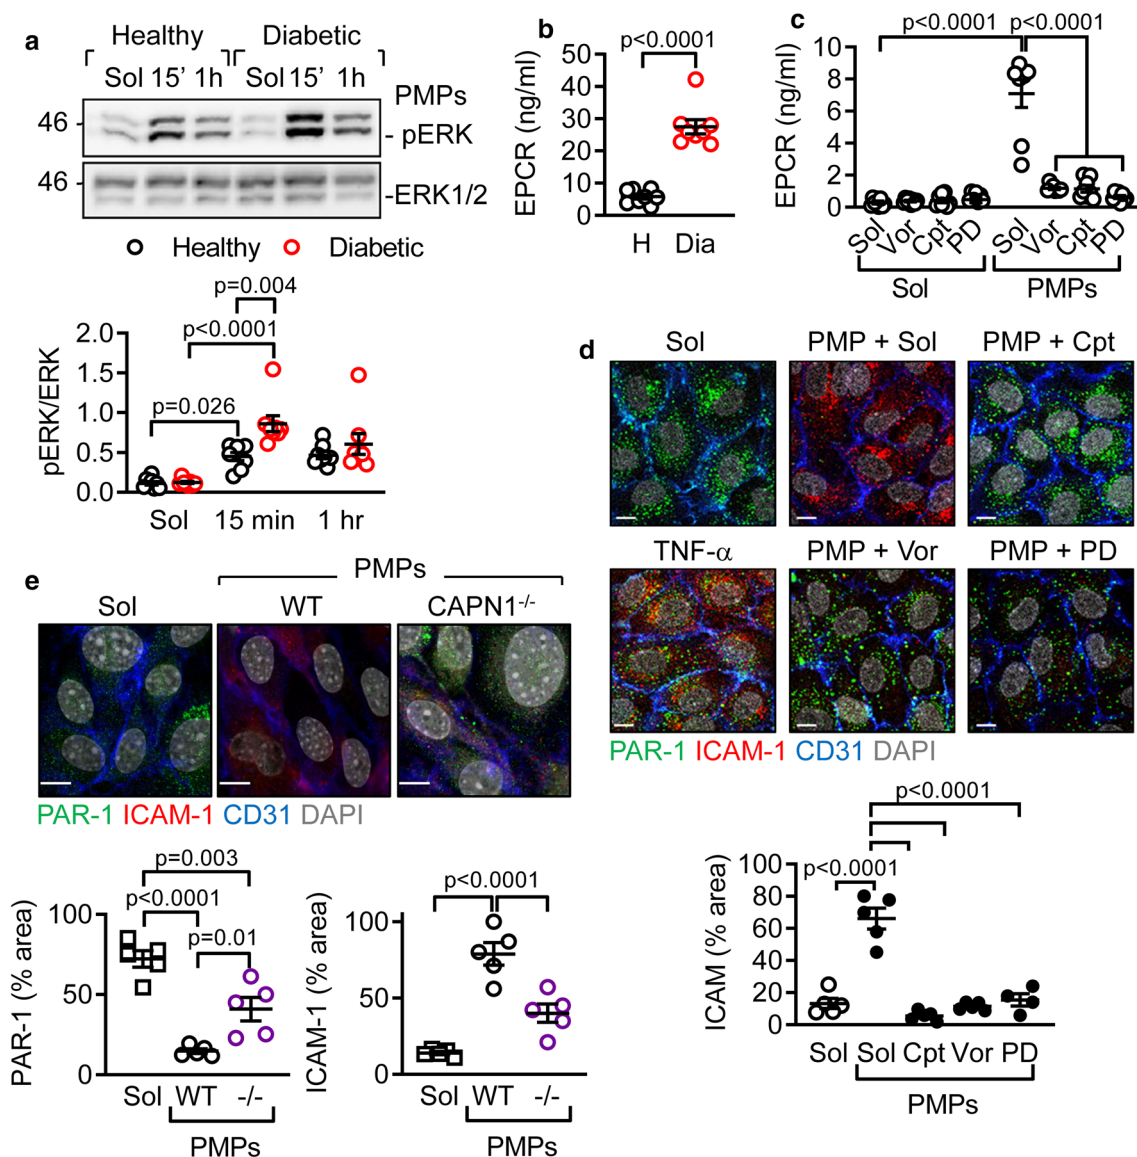 a
Healthy Diabetic
Sol 15' 1h Sol 15' 1h
PMPs
46 - - pERK
46 - -ERK1/2
Healthy Diabetic
p=0.004
p<0.0001
p=0.026
pERK/ERK
2.0
1.5
1.0
0.5
0.0
Sol 15 min 1 hr
b
p<0.0001
EPCR (ng/ml)
50
40
30
20
10
0
H Dia
c
p<0.0001 p<0.0001
EPCR (ng/ml)
10
8
6
4
2
0
Sol Vor Cpt PD Sol Vor Cpt PD
Sol PMPs
d
Sol PMP + Sol PMP + Cpt
TNF-α PMP + Vor PMP + PD
PAR-1 ICAM-1 CD31 DAPI
p<0.0001
p<0.0001
ICAM (% area)
100
80
60
40
20
0
Sol Sol Cpt Vor PD
PMPs
e
PMPs
Sol WT CAPN1-/-
PAR-1 ICAM-1 CD31 DAPI
p=0.003
p<0.0001
p=0.01
PAR-1 (% area)
100
50
0
Sol WT -/-
PMPs
p<0.0001
ICAM-1 (% area)
100
50
0
Sol WT -/-
PMPs